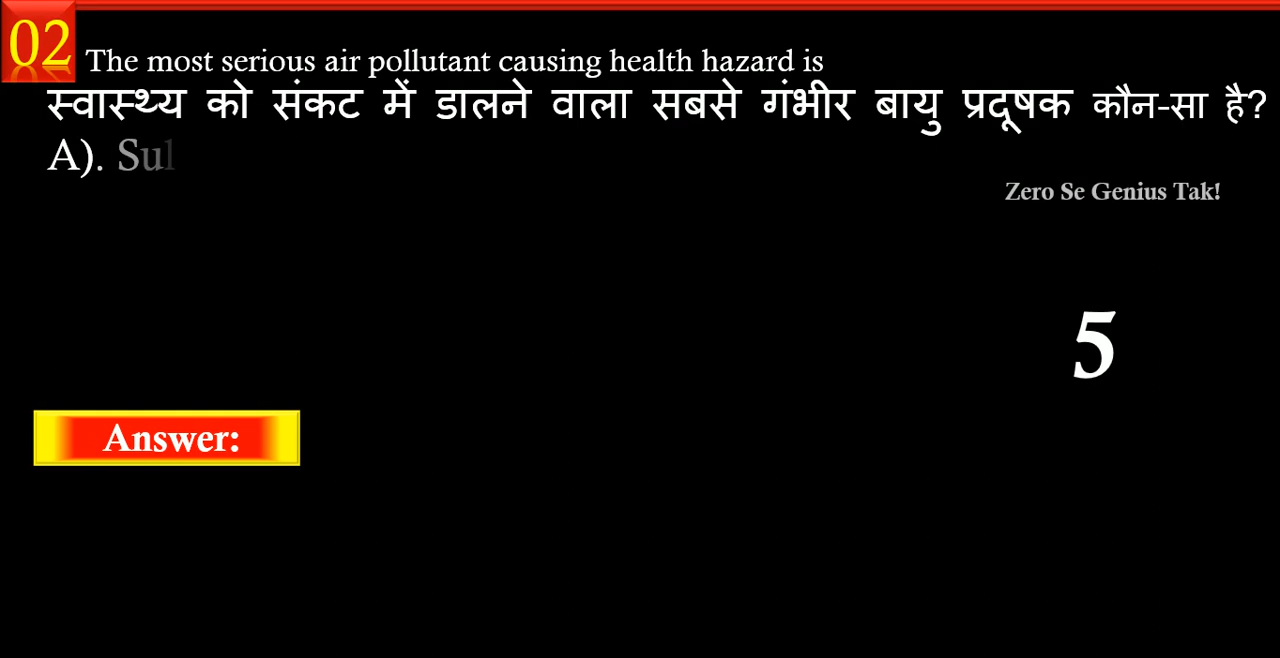 02
The most serious air pollutant causing health hazard is
स्वास्थ्य को संकट में डालने वाला सबसे गंभीर बायु प्रदूषक कौन-सा है?
A). Sul
Zero Se Genius Tak!
5
Answer: